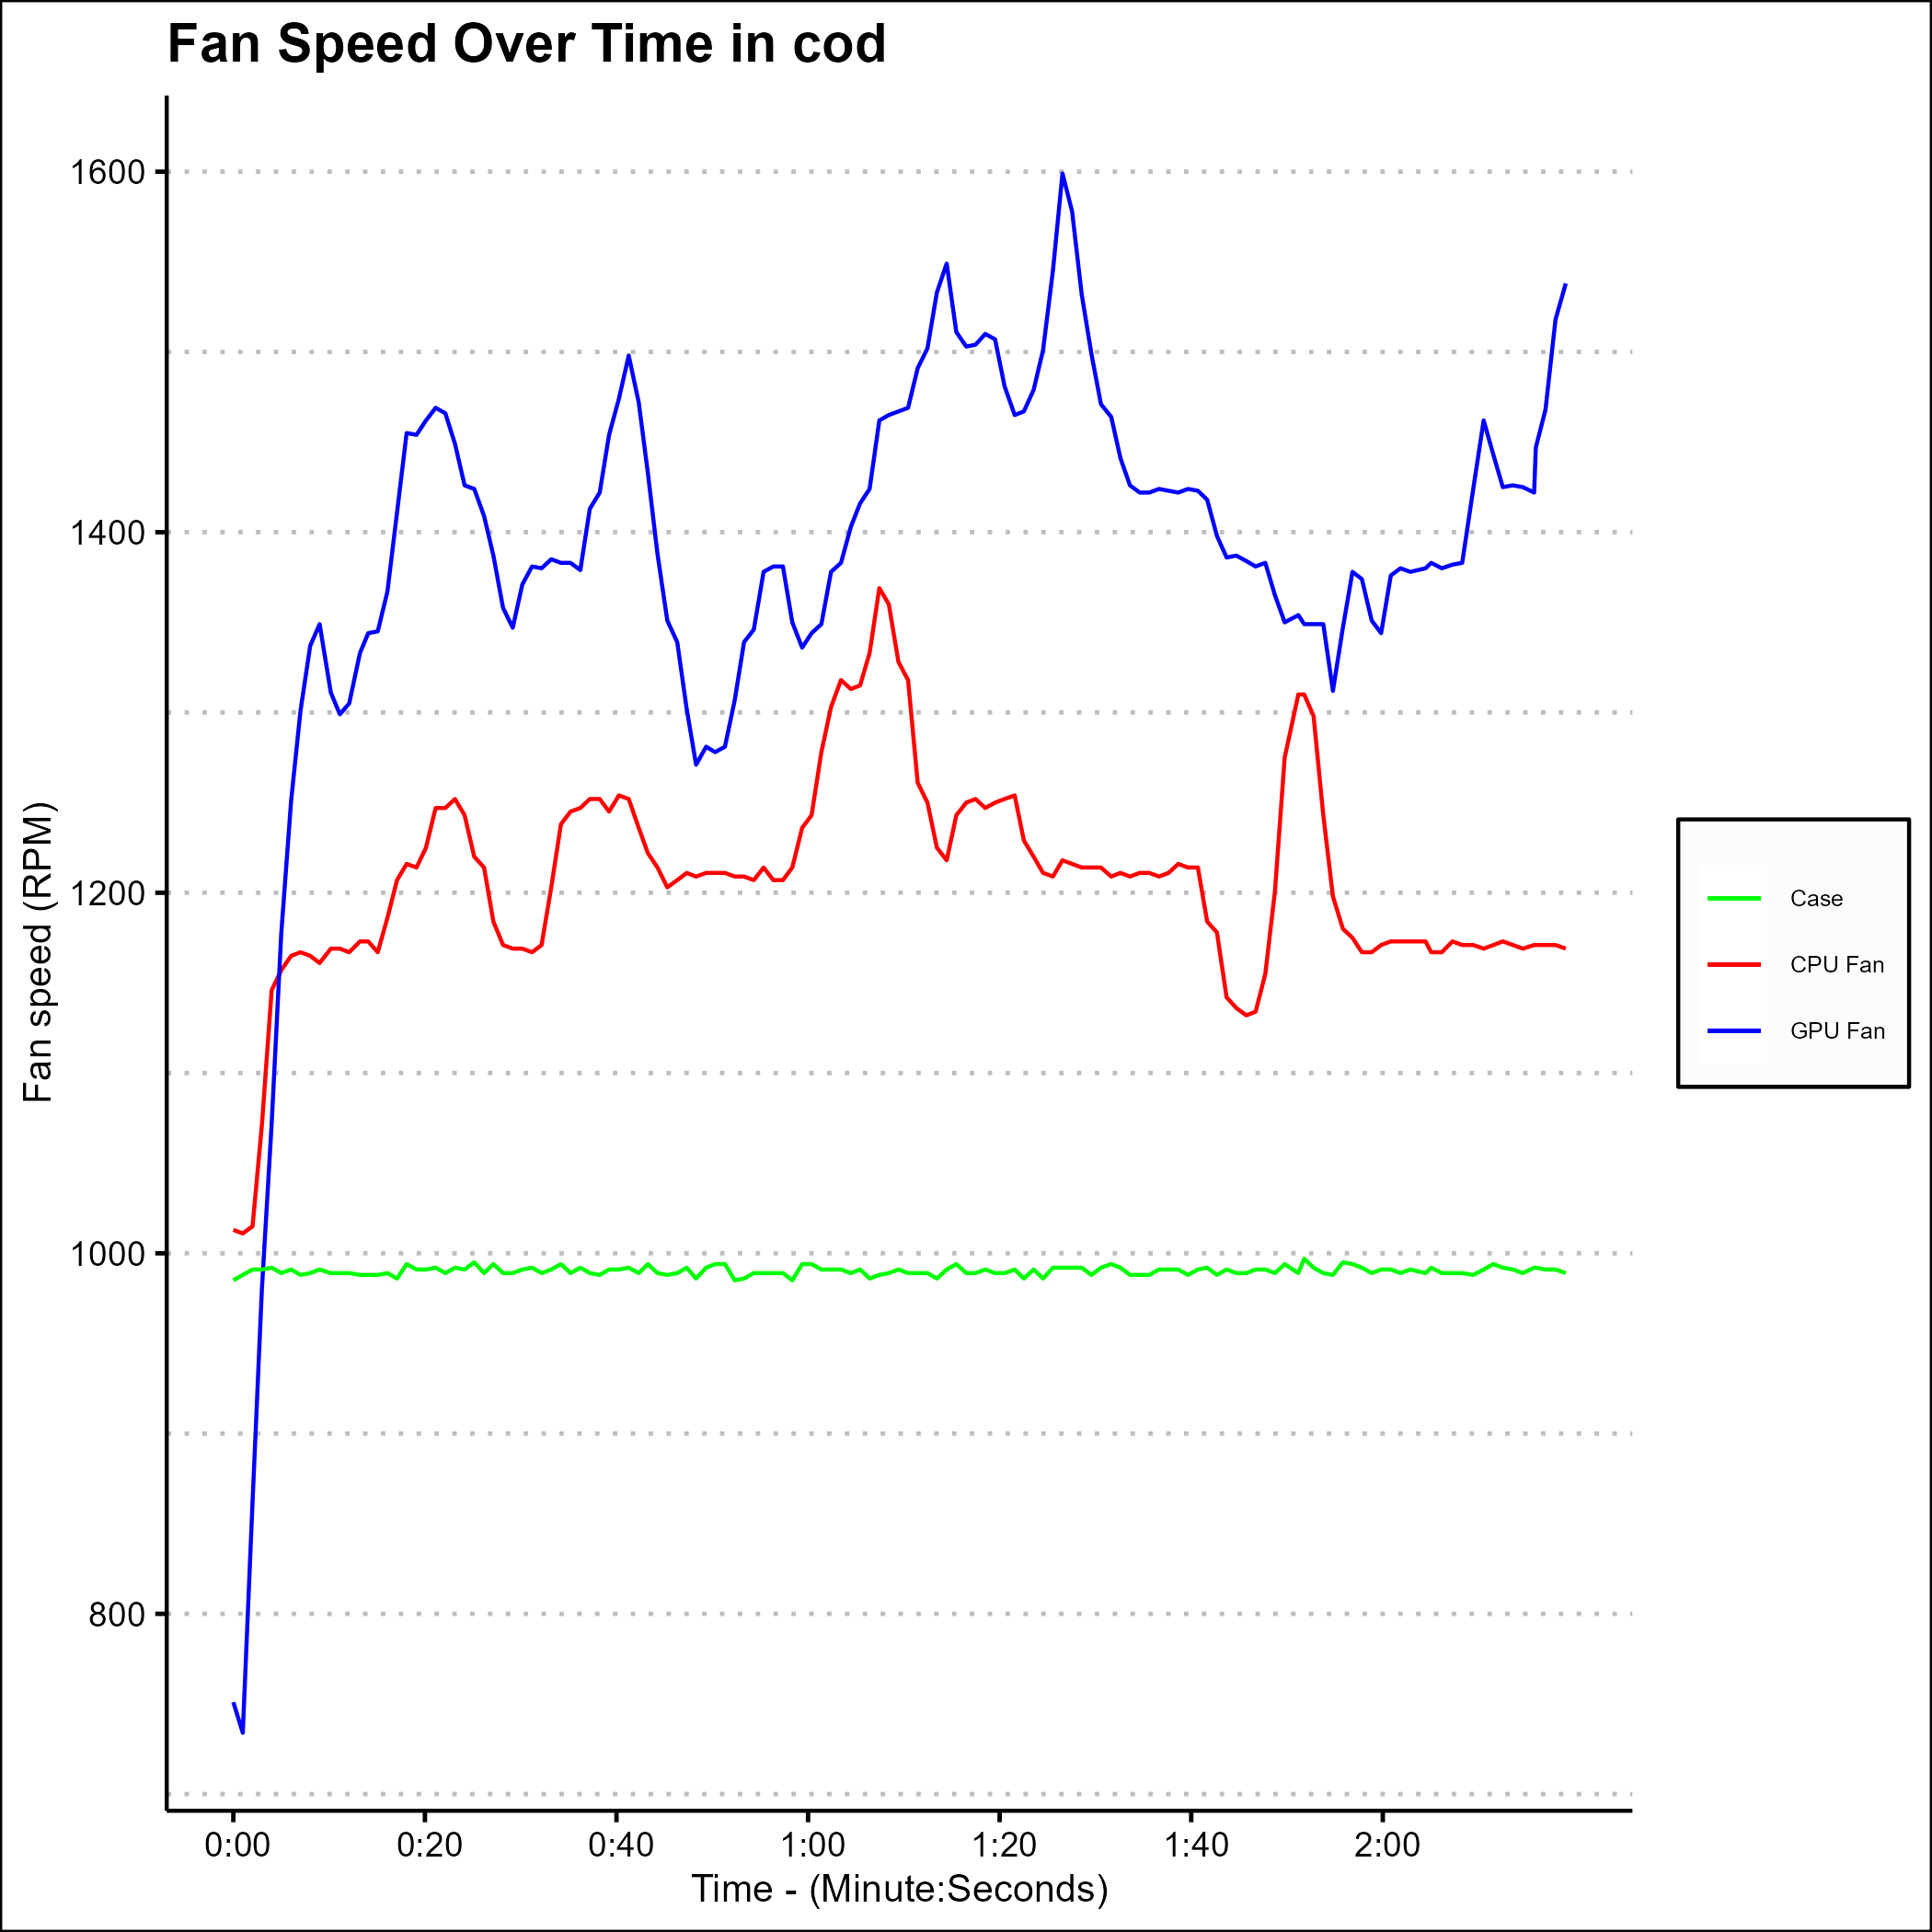 Fan Speed Over Time in cod
1600
1400
1200
1000
800
Fan speed (RPM)
0:00 0:20 0:40 1:00 1:20 1:40 2:00
Time - (Minute:Seconds)
Case
CPU Fan
GPU Fan